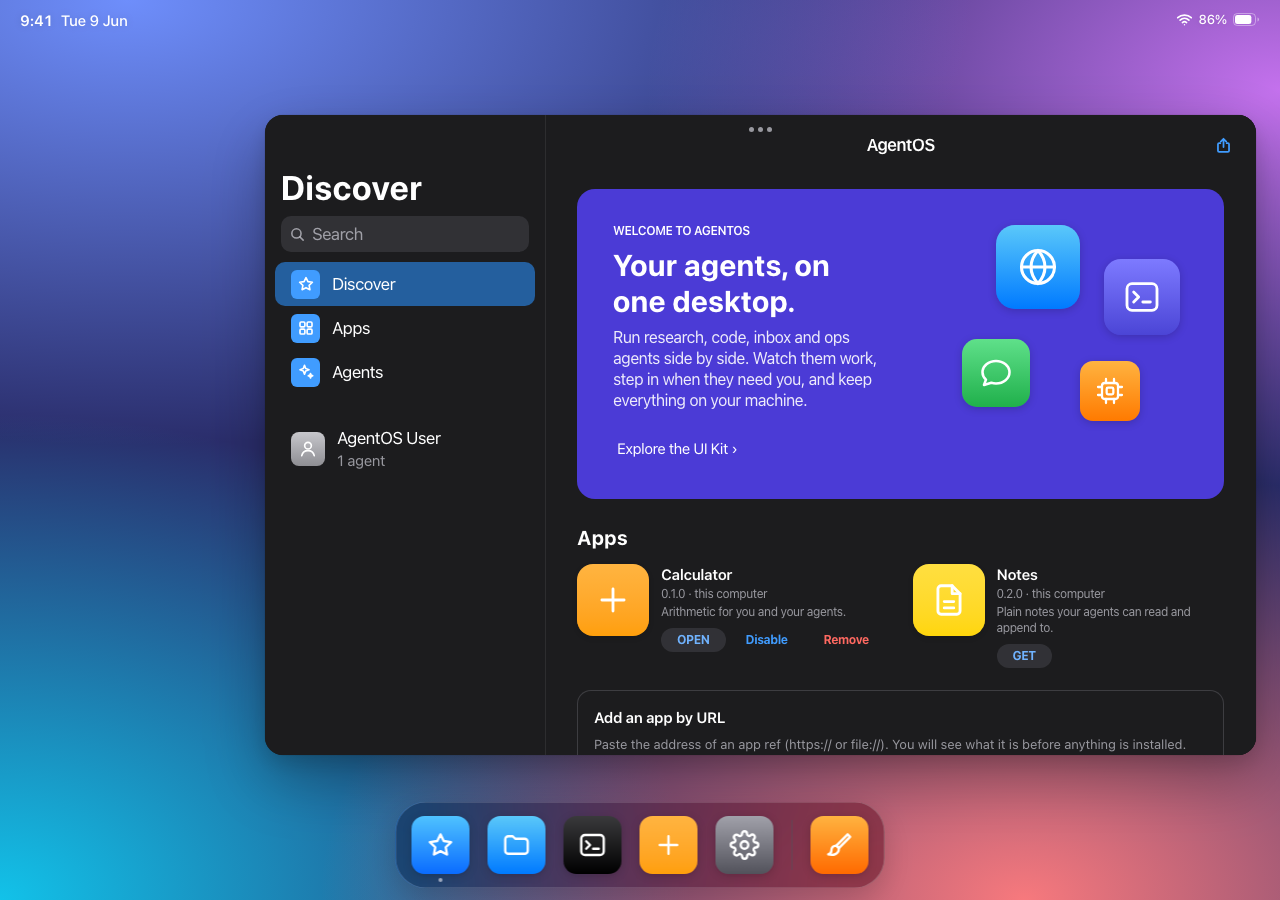 9:41 Tue 9 Jun
86%
AgentOS
Discover
Search
Discover
Apps
Agents
AgentOS User
1 agent
WELCOME TO AGENTOS
Your agents, on
one desktop.
Run research, code, inbox and ops
agents side by side. Watch them work,
step in when they need you, and keep
everything on your machine.
Explore the UI Kit ›
Apps
Calculator
0.1.0 · this computer
Arithmetic for you and your agents.
OPEN Disable Remove
Notes
0.2.0 · this computer
Plain notes your agents can read and
append to.
GET
Add an app by URL
Paste the address of an app ref (https:// or file://). You will see what it is before anything is installed.